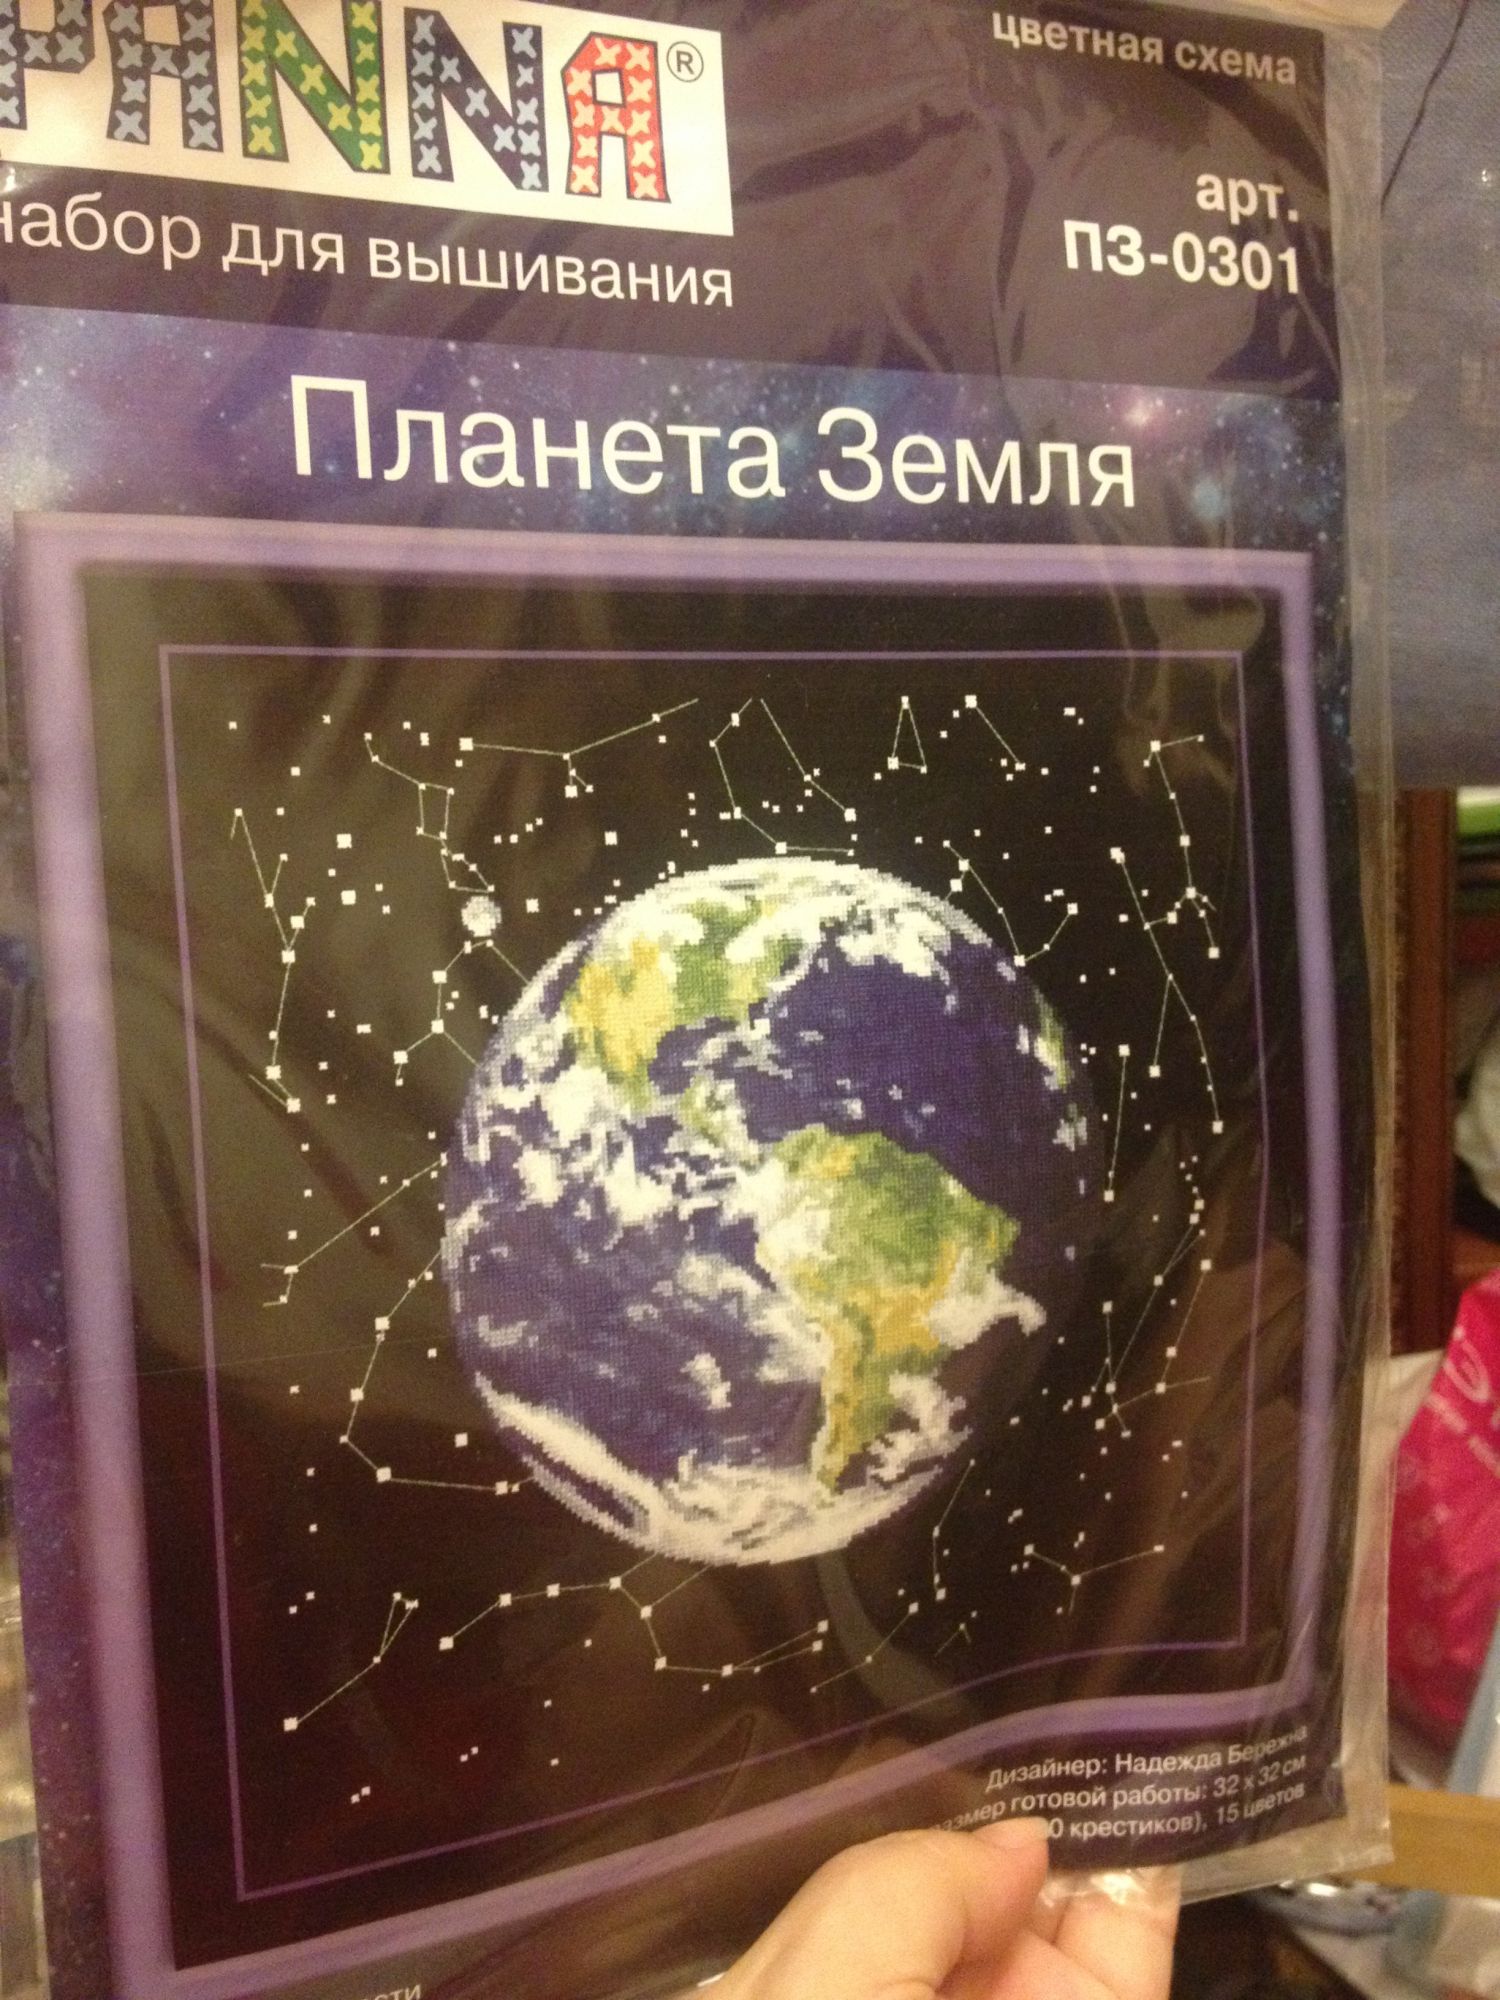 PANNA®
цветная схема
арт.
ПЗ-0301
набор для вышивания
Планета Земля
Дизайнер: Надежда Бережна
размер готовой работы: 32 x 32 см
крестиков), 15 цветов